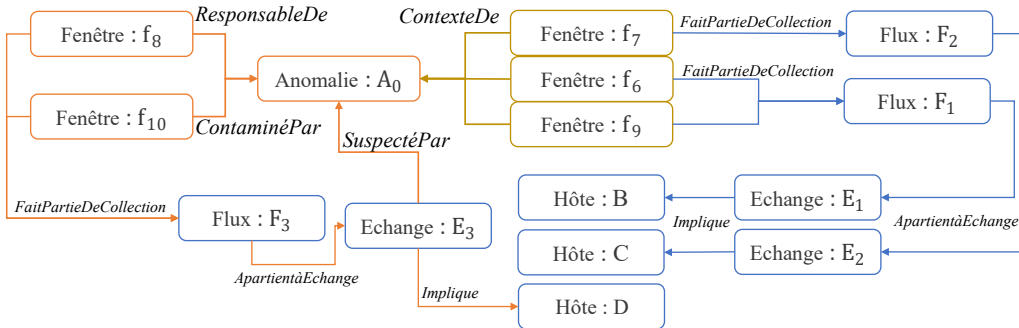 ResponsableDe
ContexteDe
Fenêtre : f8
Fenêtre : f7
FaitPartieDeCollection
Flux : F2
Anomalie : A0
Fenêtre : f6
FaitPartieDeCollection
Flux : F1
Fenêtre : f10
ContaminéPar
SuspectéPar
Fenêtre : f9
FaitPartieDeCollection
Flux : F3
Echange : E3
Hôte : B
Echange : E1
Implique
ApartientàEchange
Hôte : C
Echange : E2
ApartientàEchange
Implique
Hôte : D